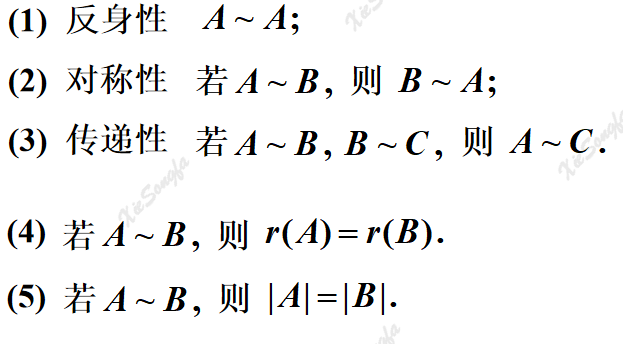 (1) 反身性 A ~ A;
(2) 对称性 若 A ~ B, 则 B ~ A;
(3) 传递性 若 A ~ B, B ~ C, 则 A ~ C.
(4) 若 A ~ B, 则 r(A) = r(B).
(5) 若 A ~ B, 则 |A| = |B|.
XieSongfa